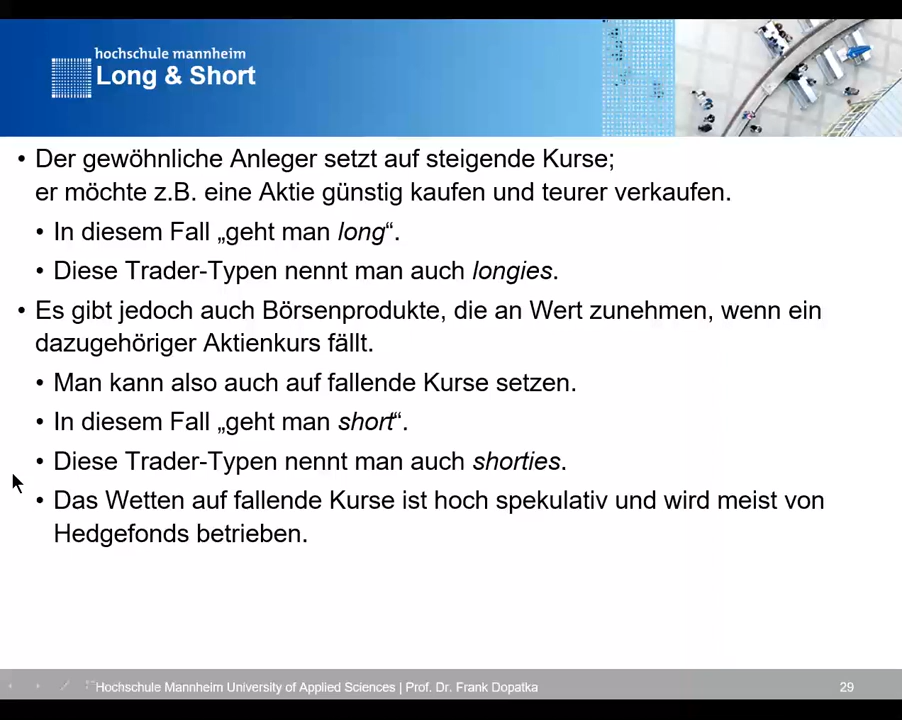 hochschule mannheim
Long & Short
• Der gewöhnliche Anleger setzt auf steigende Kurse;
er möchte z.B. eine Aktie günstig kaufen und teurer verkaufen.
• In diesem Fall „geht man long“.
• Diese Trader-Typen nennt man auch longies.
• Es gibt jedoch auch Börsenprodukte, die an Wert zunehmen, wenn ein
dazugehöriger Aktienkurs fällt.
• Man kann also auch auf fallende Kurse setzen.
• In diesem Fall „geht man short“.
• Diese Trader-Typen nennt man auch shorties.
• Das Wetten auf fallende Kurse ist hoch spekulativ und wird meist von
Hedgefonds betrieben.
Hochschule Mannheim University of Applied Sciences | Prof. Dr. Frank Dopatka 29